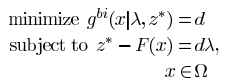 minimize g^{bi}(x|λ, z*) = d
subject to z* − F(x) = dλ,
x ∈ Ω